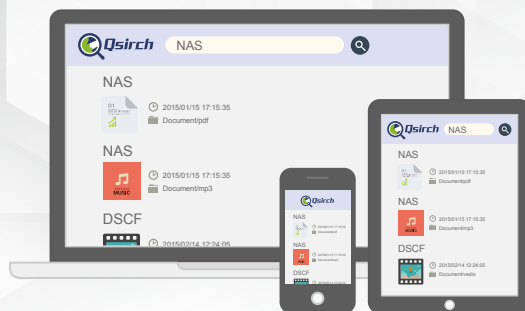 Qsirch NAS
NAS
01
2015/01/15 17:15:35
Document/pdf
NAS
MUSIC
2015/01/15 17:15:35
Document/mp3
DSCF
2015/02/14 12:24:05
Qsirch
NAS
NAS
DSCF
Qsirch NAS
NAS
2015/01/15 17:15:35
Document/pdf
NAS
MUSIC
2015/01/15 17:15:35
Document/mp3
DSCF
2015/02/14 12:24:05